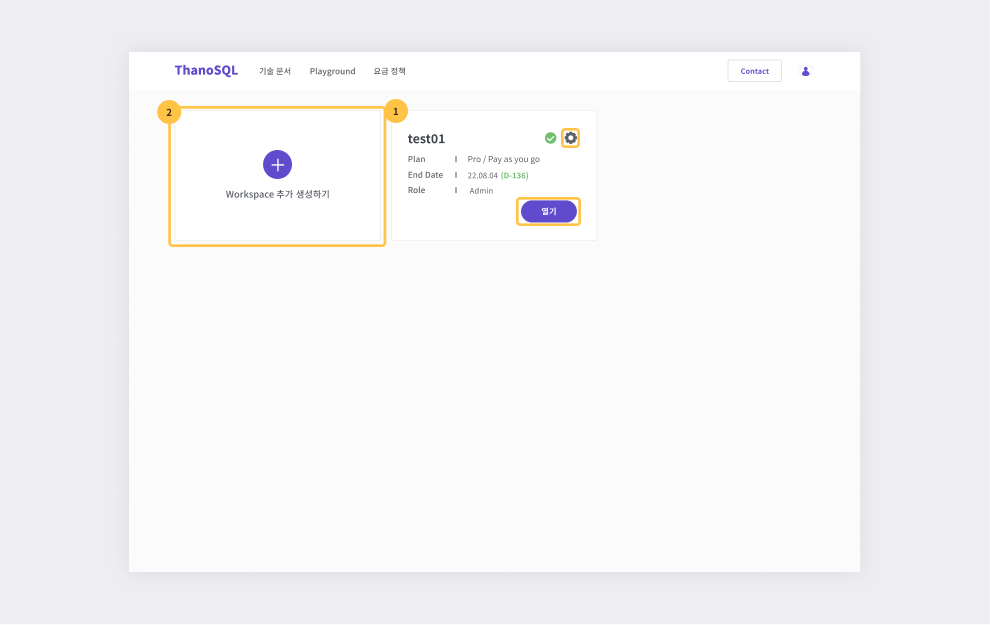 ThanoSQL 기술 문서 Playground 요금 정책 Contact
2
Workspace 추가 생성하기
1
test01
Plan | Pro / Pay as you go
End Date | 22.08.04 (D-136)
Role | Admin
열기